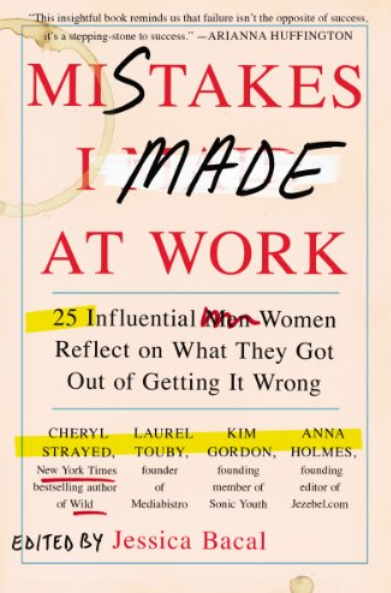 "This insightful book reminds us that failure isn't the opposite of success,
it's a stepping-stone to success." —ARIANNA HUFFINGTON
MISTAKES
I MADE
AT WORK
25 Influential Men Women
Reflect on What They Got
Out of Getting It Wrong
CHERYL LAUREL KIM ANNA
STRAYED, TOUBY, GORDON, HOLMES,
New York Times founder founding founding
bestselling author of member of editor of
of Wild Mediabistro Sonic Youth Jezebel.com
EDITED BY Jessica Bacal